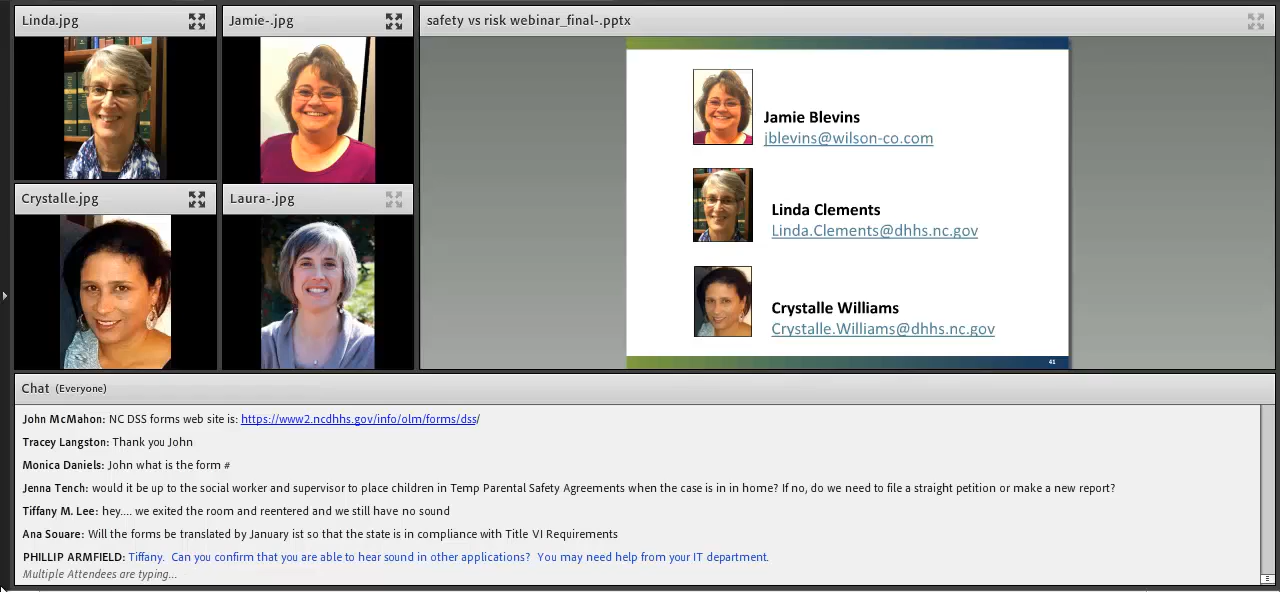 Linda.jpg
Jamie-.jpg
safety vs risk webinar_final-.pptx
Jamie Blevins
jblevins@wilson-co.com
Linda Clements
Linda.Clements@dhhs.nc.gov
Crystalle Williams
Crystalle.Williams@dhhs.nc.gov
41
Crystalle.jpg
Laura-.jpg
Chat (Everyone)
John McMahon: NC DSS forms web site is: https://www2.ncdhhs.gov/info/olm/forms/dss/
Tracey Langston: Thank you John
Monica Daniels: John what is the form #
Jenna Tench: would it be up to the social worker and supervisor to place children in Temp Parental Safety Agreements when the case is in in home? If no, do we need to file a straight petition or make a new report?
Tiffany M. Lee: hey.... we exited the room and reentered and we still have no sound
Ana Souare: Will the forms be translated by January ist so that the state is in compliance with Title VI Requirements
PHILLIP ARMFIELD: Tiffany. Can you confirm that you are able to hear sound in other applications? You may need help from your IT department.
Multiple Attendees are typing...